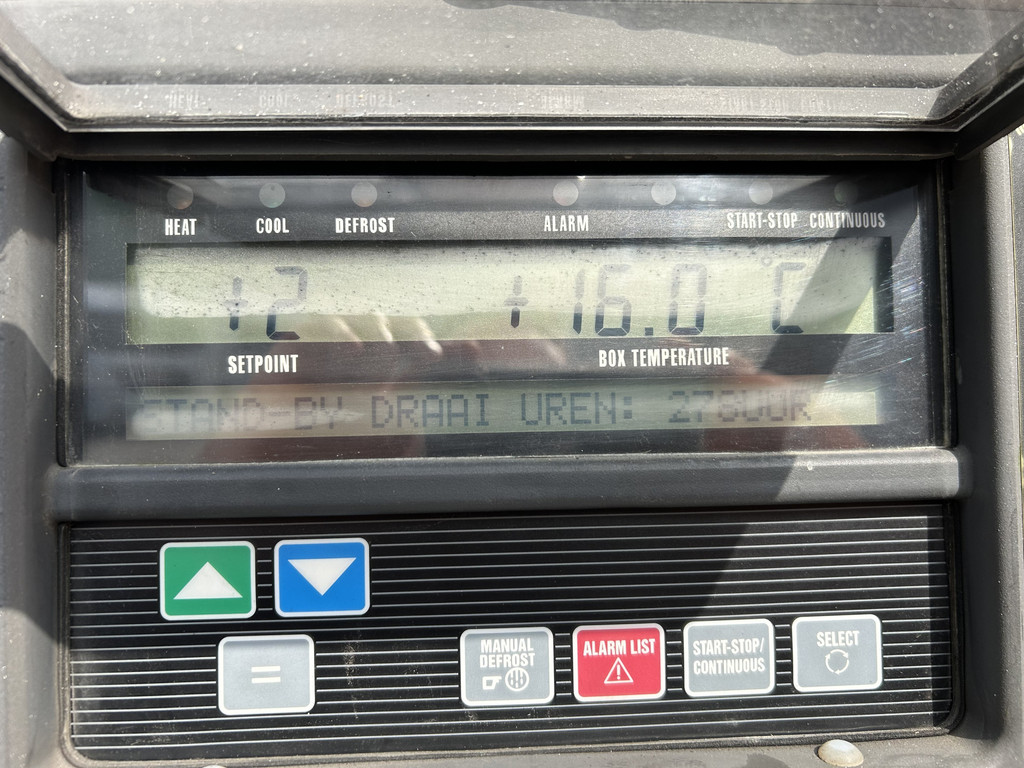 HEAT COOL DEFROST ALARM START-STOP CONTINUOUS
+2 +16.0 °C
SETPOINT BOX TEMPERATURE
STAND-BY DRAAI UREN:
MANUAL DEFROST
ALARM LIST
START-STOP/
CONTINUOUS
SELECT
=